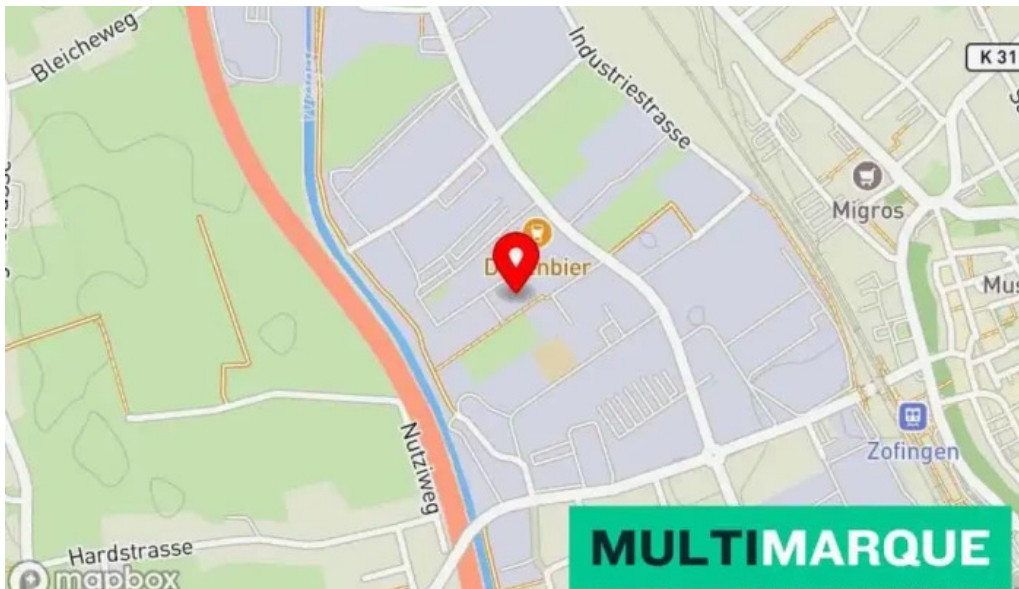 Bleicheweg
Industriestrasse
K 31
Migros
Zofingen
Nutziweg
Hardstrasse
MULTIMARQUE
mapbox